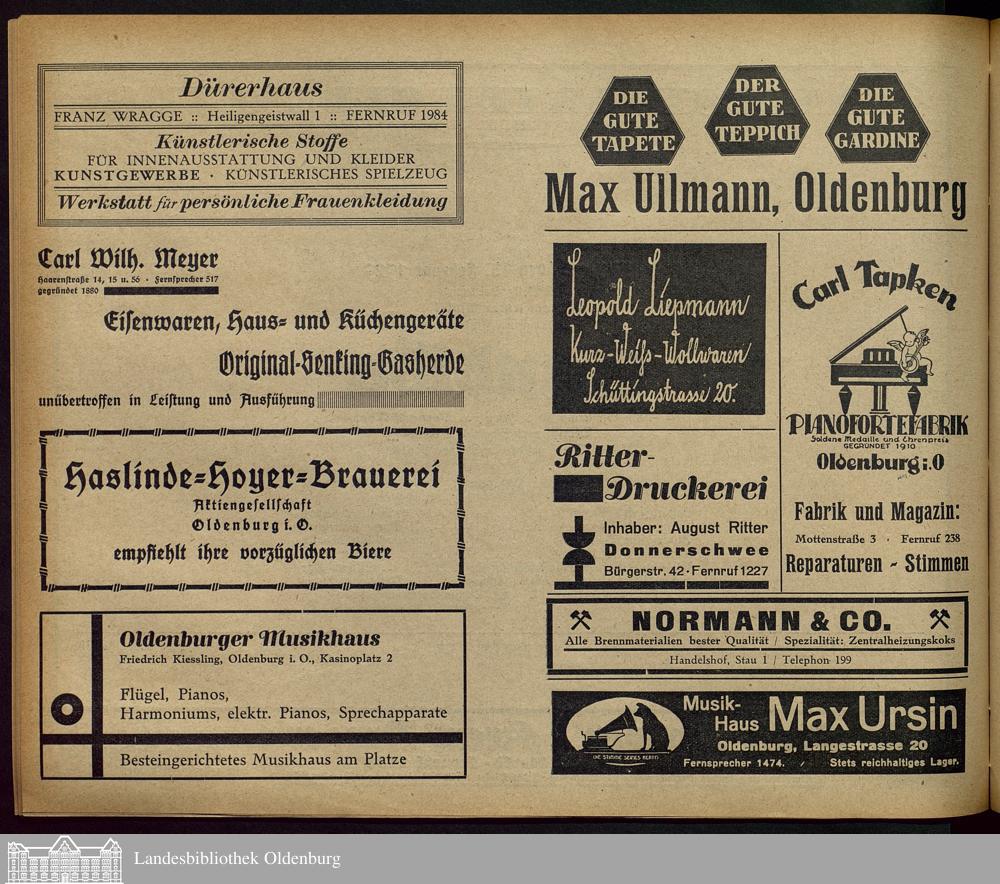 Dürerhaus
FRANZ WRAGGE :: Heiligengeistwall 1 :: FERNRUF 1984
Künstlerische Stoffe
FÜR INNENAUSSTATTUNG UND KLEIDER
KUNSTGEWERBE · KÜNSTLERISCHES SPIELZEUG
Werkstatt für persönliche Frauenkleidung
Carl Wilh. Meyer
Haarenstraße 14, 15 u. 56 · Fernsprecher 517
gegründet 1880
Eisenwaren, Haus- und Küchengeräte
Original-Senking-Gasherde
unübertroffen in Leistung und Ausführung
Haslinde-Hoyer-Brauerei
Aktiengesellschaft
Oldenburg i. O.
empfiehlt ihre vorzüglichen Biere
Oldenburger Musikhaus
Friedrich Kiessling, Oldenburg i. O., Kasinoplatz 2
Flügel, Pianos,
Harmoniums, elektr. Pianos, Sprechapparate
Besteingerichtetes Musikhaus am Platze
DIE
GUTE
TAPETE
DER
GUTE
TEPPICH
DIE
GUTE
GARDINE
Max Ullmann, Oldenburg
Leopold Liepmann
Kurz-Weiß-Wollwaren
Schüttingstrasse 20.
Ritter-
Druckerei
Inhaber: August Ritter
Donnerschwee
Bürgerstr. 42 · Fernruf 1227
Carl Tapken
PIANOFORTEFABRIK
Goldene Medaille und Ehrenpreis
GEGRÜNDET 1910
Oldenburg i. O
Fabrik und Magazin:
Mottenstraße 3 · Fernruf 238
Reparaturen - Stimmen
NORMANN & CO.
Alle Brennmaterialien bester Qualität / Spezialität: Zentralheizungskoks
Handelshof, Stau 1 / Telephon 199
DIE STIMME SEINES HERRN
Musik-
Haus Max Ursin
Oldenburg, Langestrasse 20
Fernsprecher 1474. / Stets reichhaltiges Lager.
Landesbibliothek Oldenburg